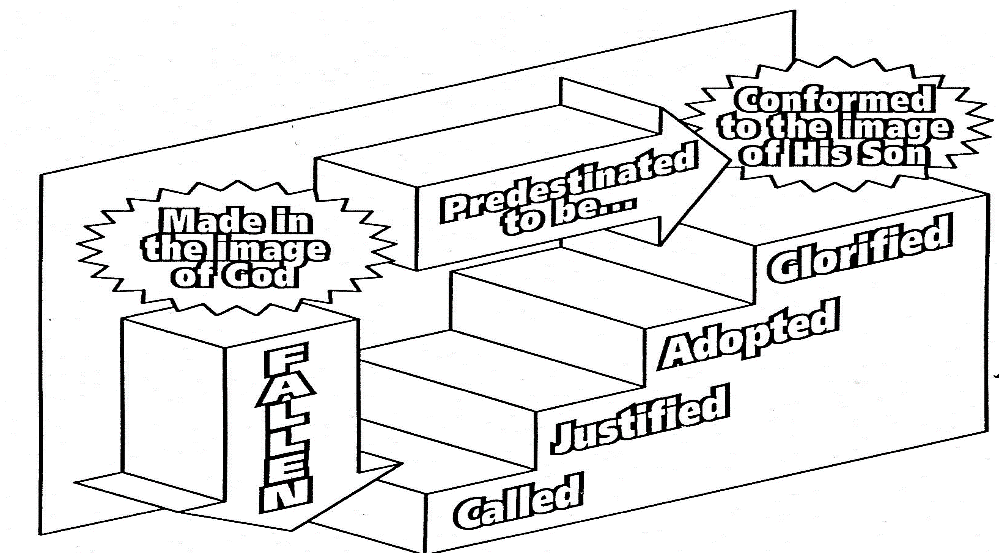 Made in
the image
of God
FALLEN
Predestinated
to be...
Conformed
to the image
of His Son
Glorified
Adopted
Justified
Called